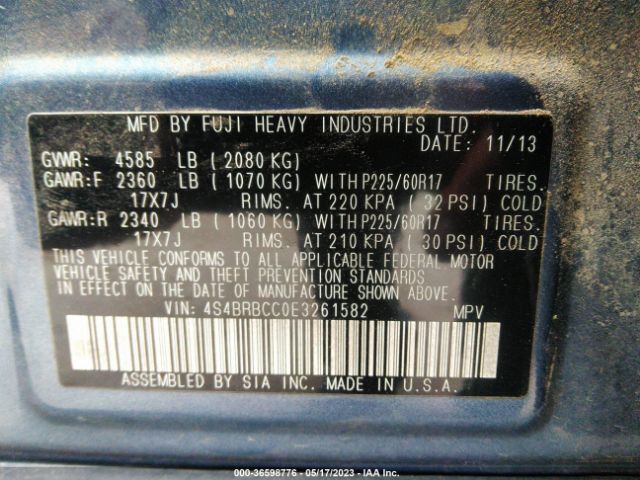 MFD BY FUJI HEAVY INDUSTRIES LTD.
DATE: 11/13
GVWR: 4585 LB (2080 KG)
GAWR:F 2360 LB (1070 KG) WITH P225/60R17 TIRES.
17X7J RIMS. AT 220 KPA (32 PSI) COLD
GAWR:R 2340 LB (1060 KG) WITH P225/60R17 TIRES.
17X7J RIMS. AT 210 KPA (30 PSI) COLD
THIS VEHICLE CONFORMS TO ALL APPLICABLE FEDERAL MOTOR
VEHICLE SAFETY AND THEFT PREVENTION STANDARDS
IN EFFECT ON THE DATE OF MANUFACTURE SHOWN ABOVE.
VIN: 4S4BRBCC0E3261582 MPV
ASSEMBLED BY SIA INC. MADE IN U.S.A.
000-36598776 - 05/17/2023 - IAA Inc.